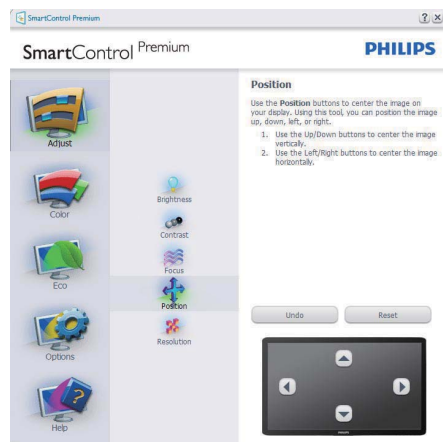 SmartControl Premium
SmartControl Premium
PHILIPS
Adjust
Color
Eco
Options
Help
Brightness
Contrast
Focus
Position
Resolution
Position
Use the Position buttons to center the image on
your display. Using this tool, you can position the image
up, down, left, or right.
1. Use the Up/Down buttons to center the image
vertically.
2. Use the Left/Right buttons to center the image
horizontally.
Undo
Reset
PHILIPS